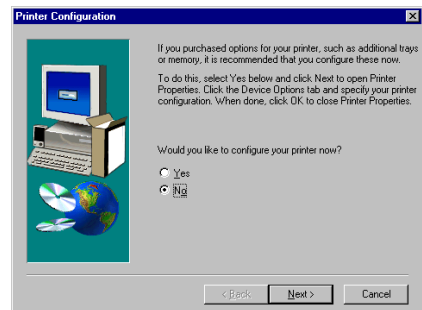 Printer Configuration
If you purchased options for your printer, such as additional trays
or memory, it is recommended that you configure these now.
To do this, select Yes below and click Next to open Printer
Properties. Click the Device Options tab and specify your printer
configuration. When done, click OK to close Printer Properties.
Would you like to configure your printer now?
Yes
No
< Back Next > Cancel